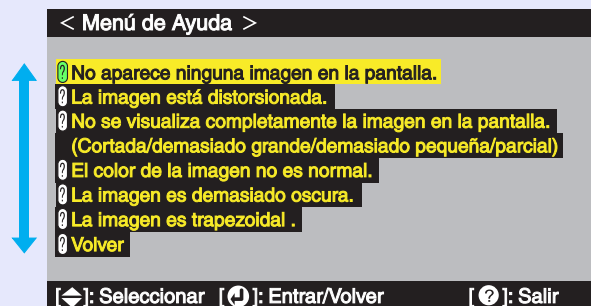 < Menú de Ayuda >
No aparece ninguna imagen en la pantalla.
La imagen está distorsionada.
No se visualiza completamente la imagen en la pantalla.
(Cortada/demasiado grande/demasiado pequeña/parcial)
El color de la imagen no es normal.
La imagen es demasiado oscura.
La imagen es trapezoidal .
Volver
[]: Seleccionar []: Entrar/Volver [?]: Salir